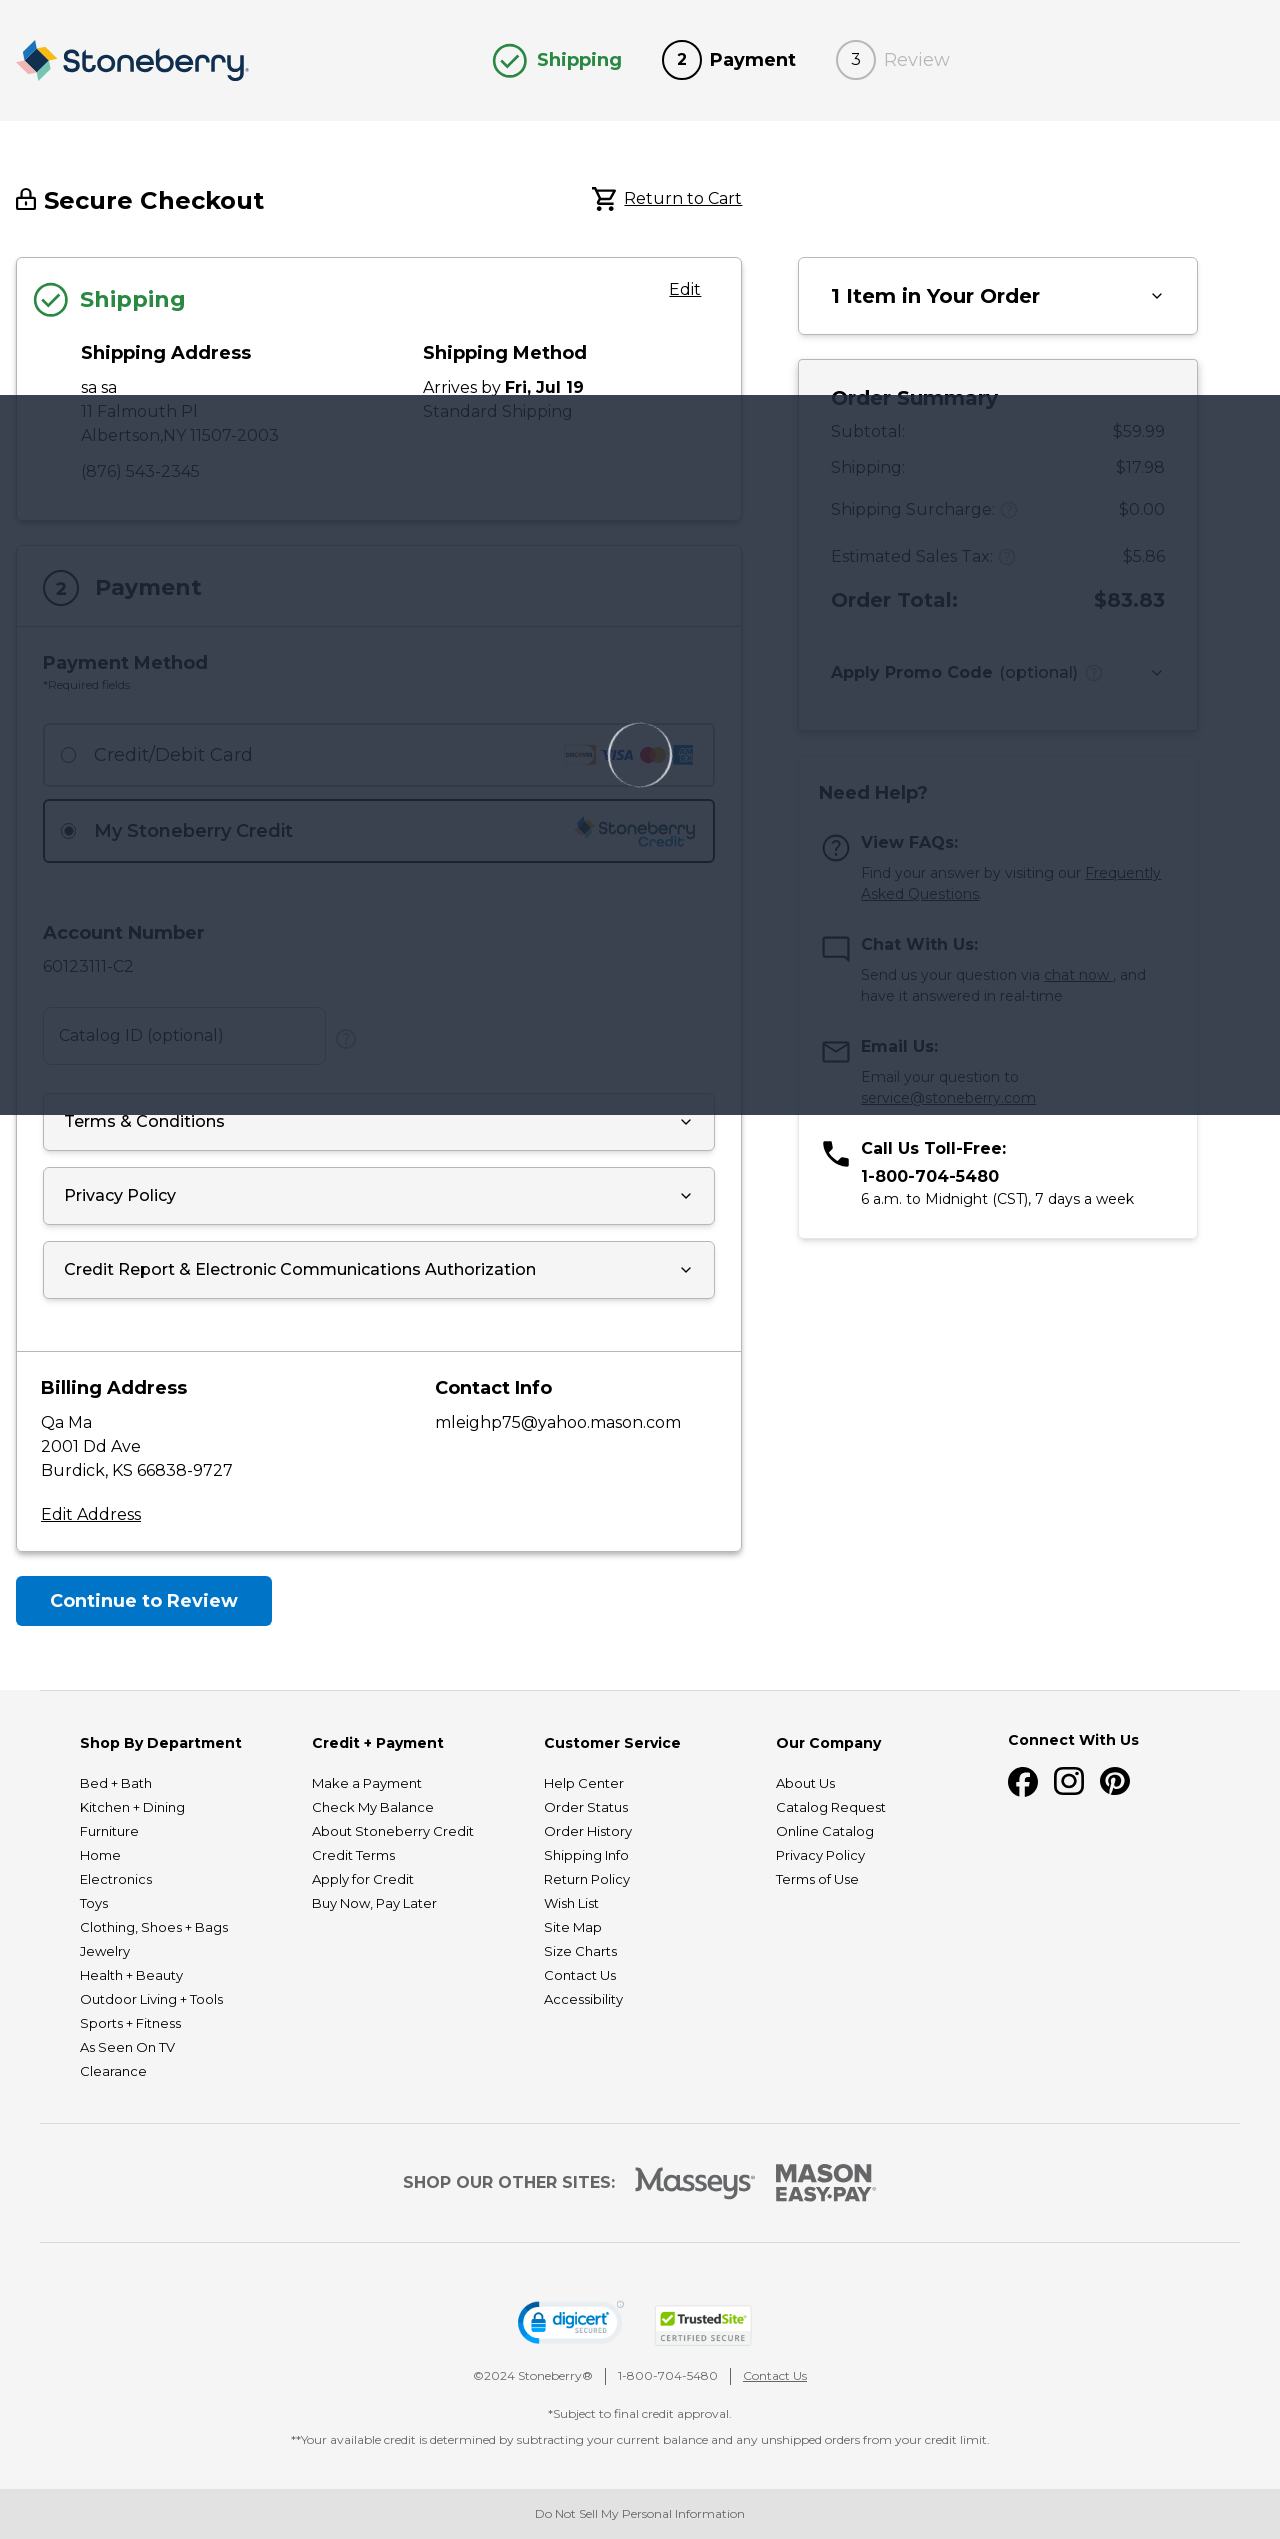 Stoneberry
Shipping
2 Payment
3 Review
Secure Checkout
Return to Cart
Shipping
Edit
Shipping Address
sa sa
11 Falmouth Pl
Albertson,NY 11507-2003
(876) 543-2345
Shipping Method
Arrives by Fri, Jul 19
Standard Shipping
2 Payment
Payment Method
*Required fields
Credit/Debit Card
DISCOVER VISA
My Stoneberry Credit
Stoneberry
Credit
Account Number
60123111-C2
Catalog ID (optional)
Terms & Conditions
Privacy Policy
Credit Report & Electronic Communications Authorization
Billing Address
Qa Ma
2001 Dd Ave
Burdick, KS 66838-9727
Edit Address
Contact Info
mleighp75@yahoo.mason.com
Continue to Review
1 Item in Your Order
Order Summary
Subtotal: $59.99
Shipping: $17.98
Shipping Surcharge: $0.00
Estimated Sales Tax: $5.86
Order Total: $83.83
Apply Promo Code (optional)
Need Help?
View FAQs:
Find your answer by visiting our Frequently
Asked Questions.
Chat With Us:
Send us your question via chat now , and
have it answered in real-time
Email Us:
Email your question to
service@stoneberry.com
Call Us Toll-Free:
1-800-704-5480
6 a.m. to Midnight (CST), 7 days a week
Shop By Department
Bed + Bath
Kitchen + Dining
Furniture
Home
Electronics
Toys
Clothing, Shoes + Bags
Jewelry
Health + Beauty
Outdoor Living + Tools
Sports + Fitness
As Seen On TV
Clearance
Credit + Payment
Make a Payment
Check My Balance
About Stoneberry Credit
Credit Terms
Apply for Credit
Buy Now, Pay Later
Customer Service
Help Center
Order Status
Order History
Shipping Info
Return Policy
Wish List
Site Map
Size Charts
Contact Us
Accessibility
Our Company
About Us
Catalog Request
Online Catalog
Privacy Policy
Terms of Use
Connect With Us
SHOP OUR OTHER SITES:
Masseys
MASON
EASY•PAY
digicert
SECURED
TrustedSite
CERTIFIED SECURE
©2024 Stoneberry®
1-800-704-5480
Contact Us
*Subject to final credit approval.
**Your available credit is determined by subtracting your current balance and any unshipped orders from your credit limit.
Do Not Sell My Personal Information